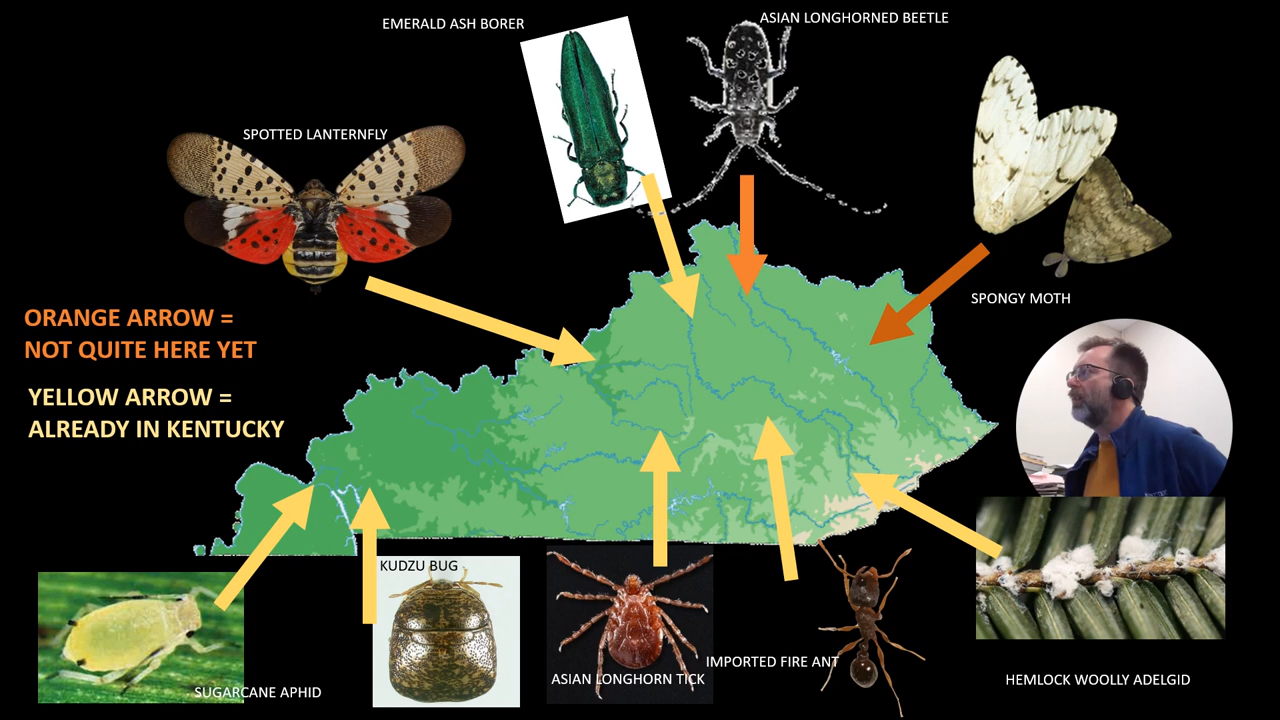 EMERALD ASH BORER
ASIAN LONGHORNED BEETLE
SPOTTED LANTERNFLY
SPONGY MOTH
ORANGE ARROW =
NOT QUITE HERE YET
YELLOW ARROW =
ALREADY IN KENTUCKY
KUDZU BUG
SUGARCANE APHID
ASIAN LONGHORN TICK
IMPORTED FIRE ANT
HEMLOCK WOOLLY ADELGID